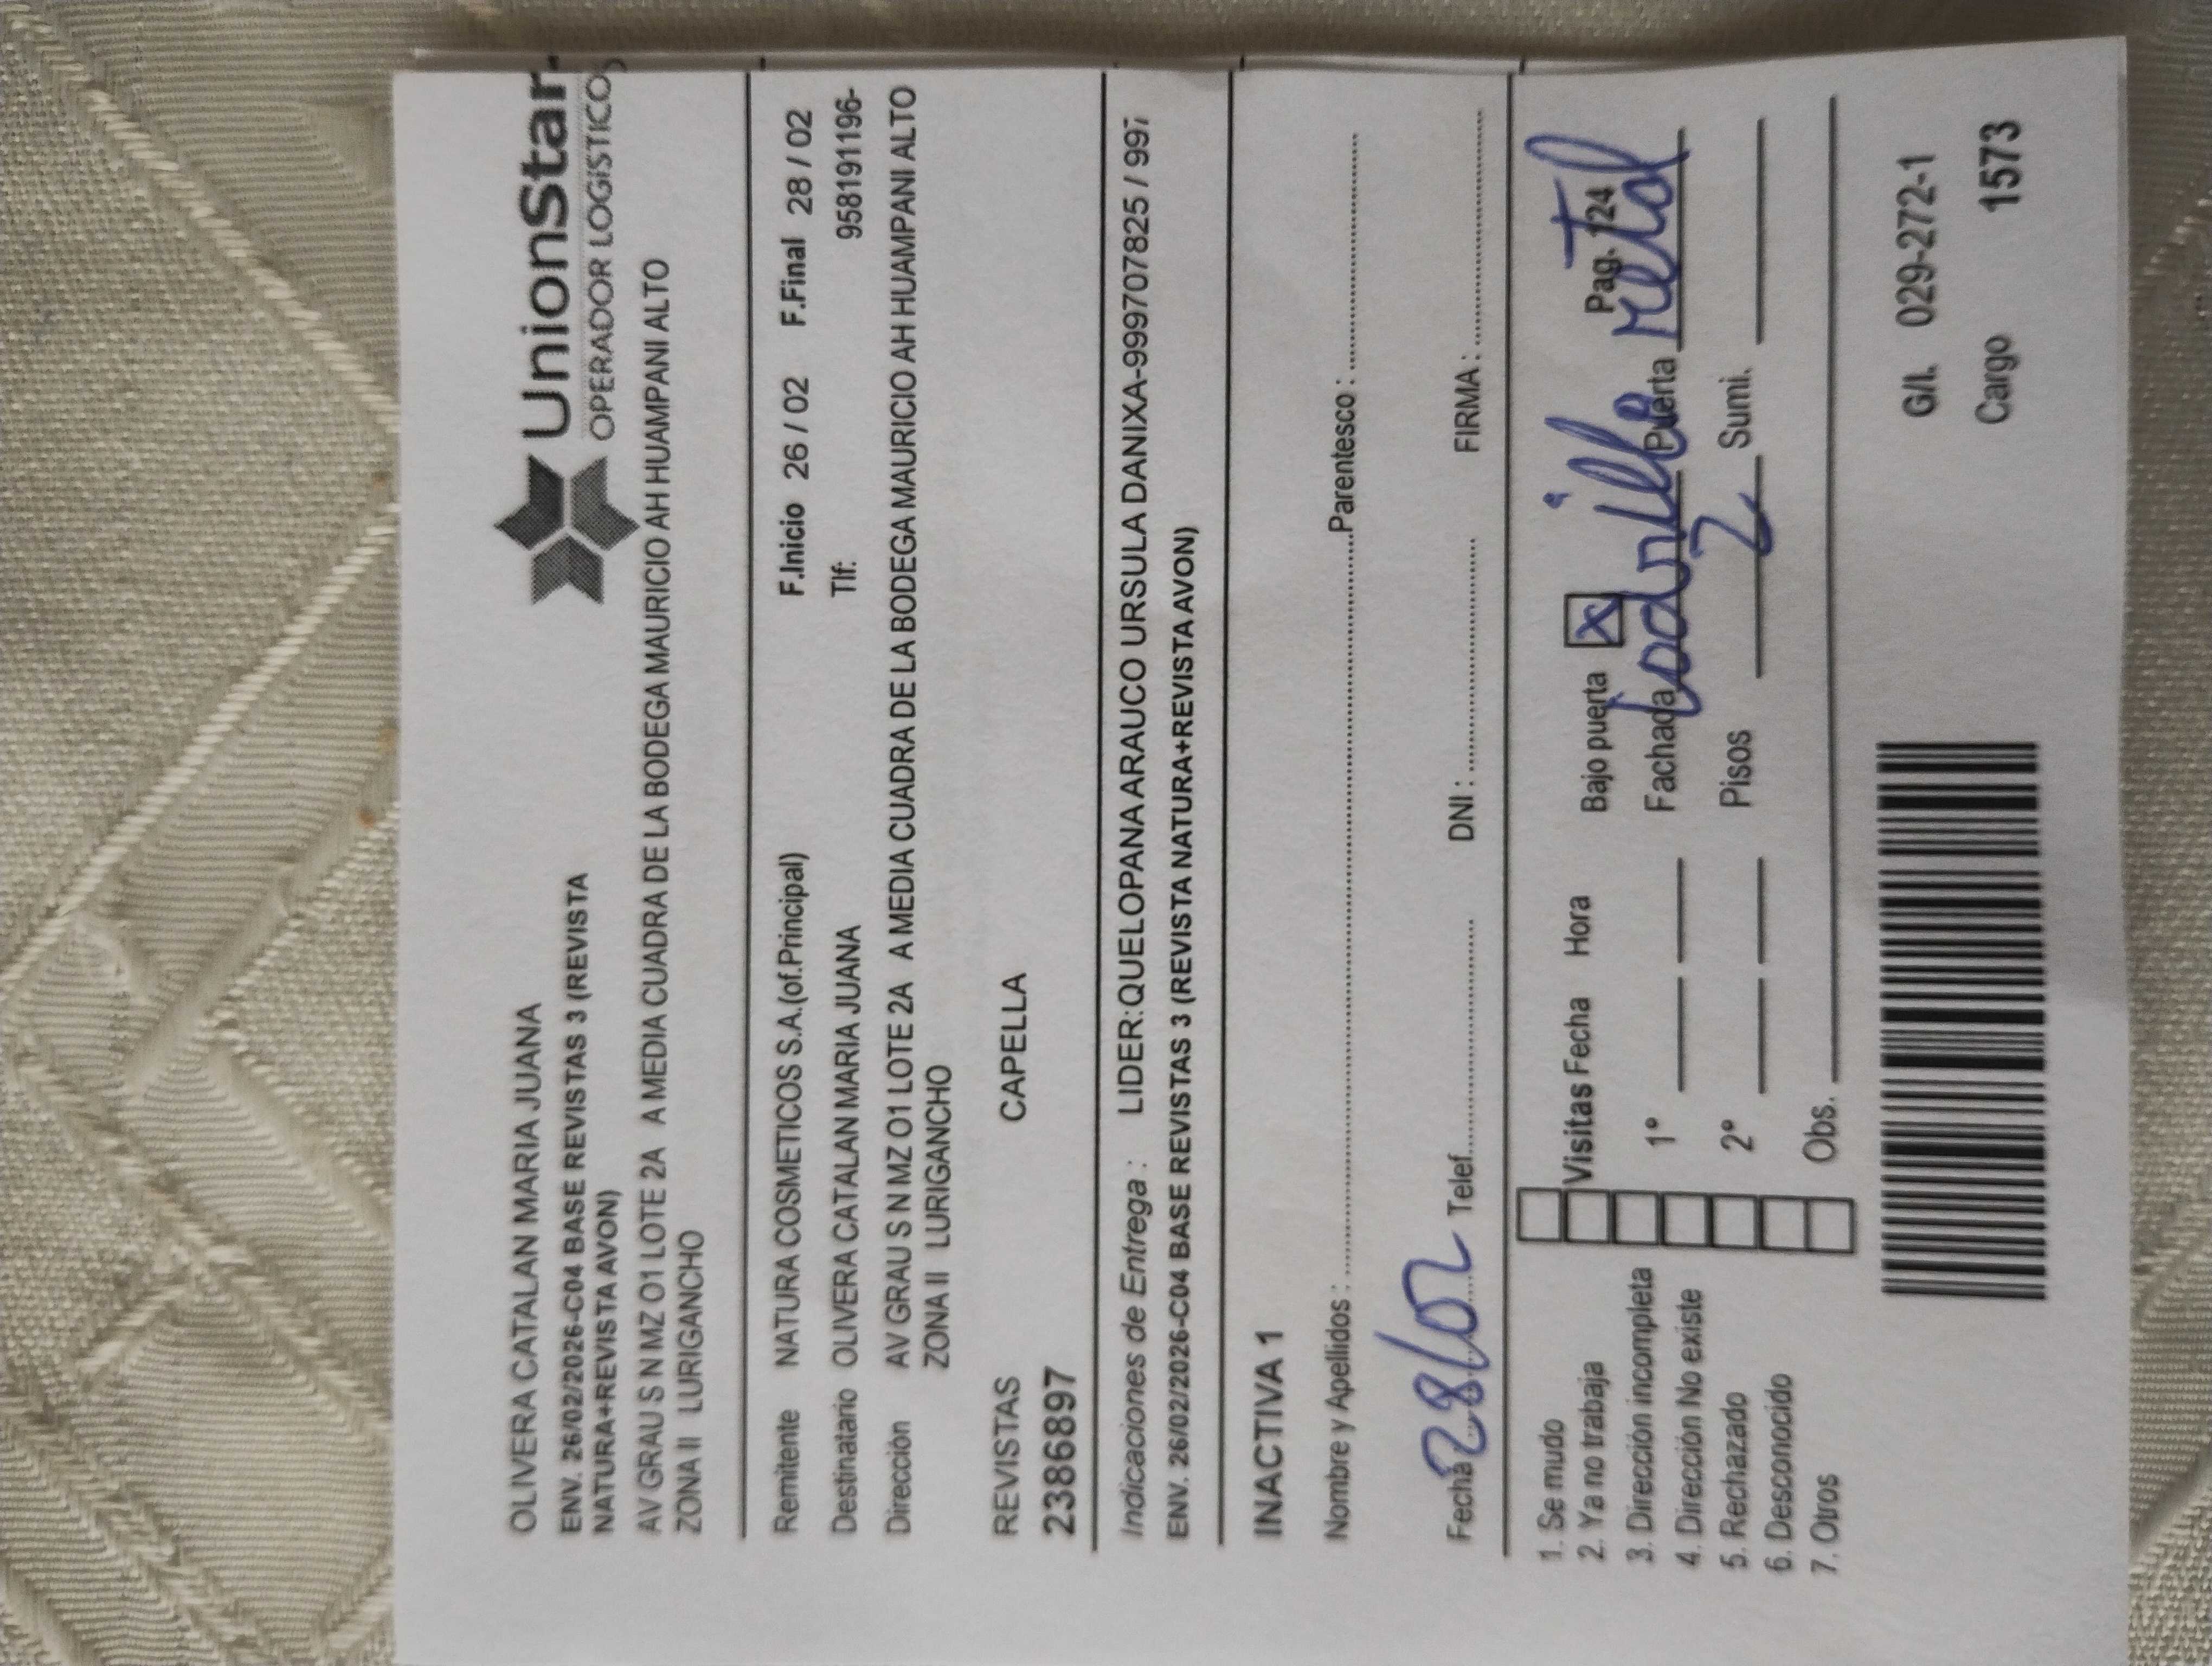 OLIVERA CATALAN MARIA JUANA
UnionStar
OPERADOR LOGÍSTICO
ENV. 26/02/2026-C04 BASE REVISTAS 3 (REVISTA
NATURA+REVISTA AVON)
AV GRAU S N MZ O1 LOTE 2A A MEDIA CUADRA DE LA BODEGA MAURICIO AH HUAMPANI ALTO
ZONA II LURIGANCHO
Remitente NATURA COSMETICOS S.A.(of.Principal) F.Inicio 26 / 02 F.Final 28 / 02
Destinatario OLIVERA CATALAN MARIA JUANA Tlf: 958191196-
Dirección AV GRAU S N MZ O1 LOTE 2A A MEDIA CUADRA DE LA BODEGA MAURICIO AH HUAMPANI ALTO
ZONA II LURIGANCHO
REVISTAS CAPELLA
2386897
Indicaciones de Entrega : LIDER:QUELOPANA ARAUCO URSULA DANIXA-999707825 / 997
ENV. 26/02/2026-C04 BASE REVISTAS 3 (REVISTA NATURA+REVISTA AVON)
INACTIVA 1
Nombre y Apellidos : Parentesco :
Fecha 28/02 Telef. DNI : FIRMA :
1. Se mudo
2. Ya no trabaja
3. Dirección incompleta
4. Dirección No existe
5. Rechazado
6. Desconocido
7. Otros
Visitas Fecha Hora Bajo puerta X Pag. 124
1° Fachada ladrillo Puerta metal
2° Pisos 2 Sumi.
Obs.
G/I. 029-272-1
Cargo 1573